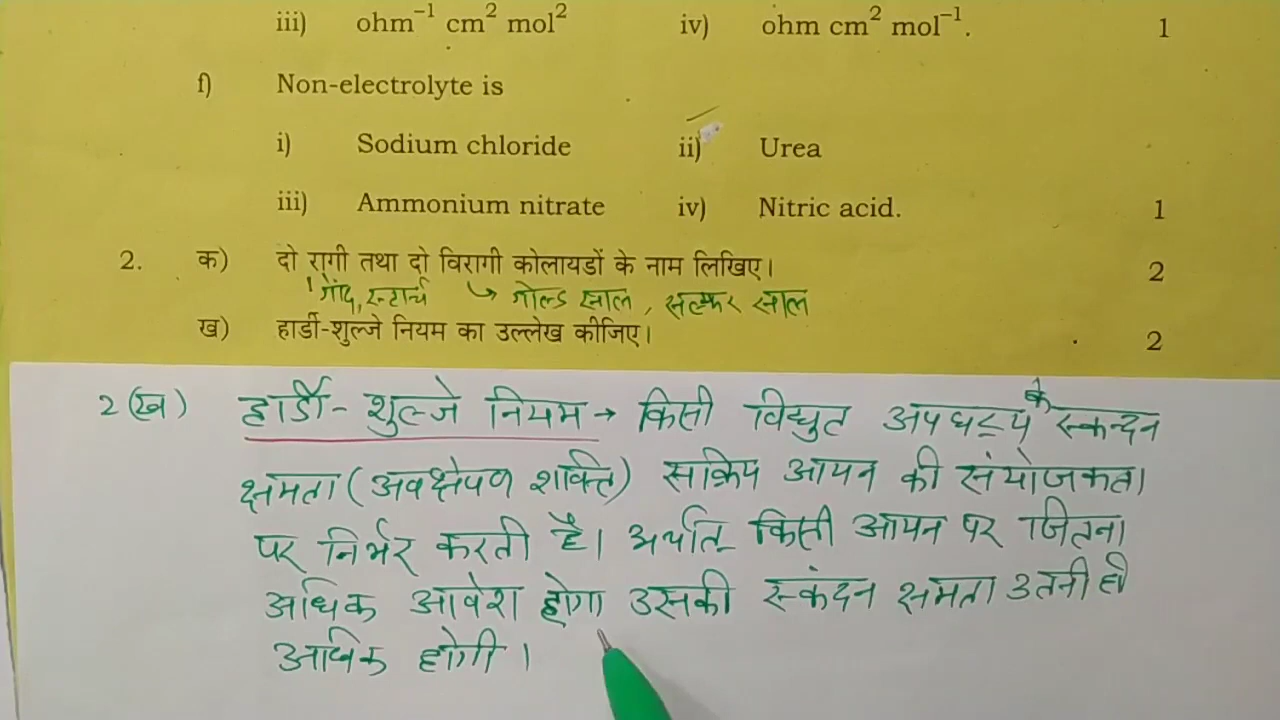 iii) ohm⁻¹ cm² mol² iv) ohm cm² mol⁻¹. 1
f) Non-electrolyte is
i) Sodium chloride ii) Urea
iii) Ammonium nitrate iv) Nitric acid. 1
2. क) दो रागी तथा दो विरागी कोलायडों के नाम लिखिए। 2
गोंद, स्टार्च ↳ गोल्ड साल, सल्फर साल
ख) हार्डी-शुल्जे नियम का उल्लेख कीजिए। 2
2(ख) हार्डी-शुल्जे नियम → किसी विद्युत अपघट्य के स्कन्दन
क्षमता (अवक्षेपण शक्ति) सक्रिय आयन की संयोजकता
पर निर्भर करती है। अर्थात् किसी आयन पर जितना
अधिक आवेश होगा उसकी स्कंदन क्षमता उतनी ही
अधिक होगी।